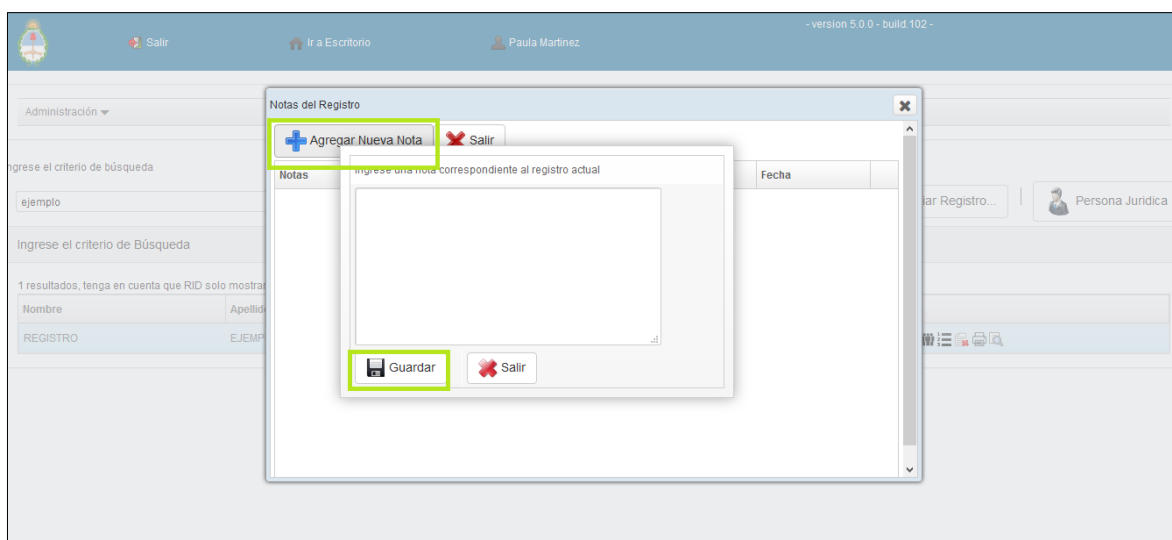 - version 5.0.0 - build.102 -
Salir
Ir a Escritorio
Paula Martinez
Administración
Notas del Registro
Agregar Nueva Nota
Salir
ngrese el criterio de búsqueda
Notas
Ingrese una nota correspondiente al registro actual
Fecha
ejemplo
ar Registro...
Persona Juridica
Ingrese el criterio de Búsqueda
1 resultados, tenga en cuenta que RID solo mostrar
Nombre
Apellid
REGISTRO
EJEMP
Guardar
Salir